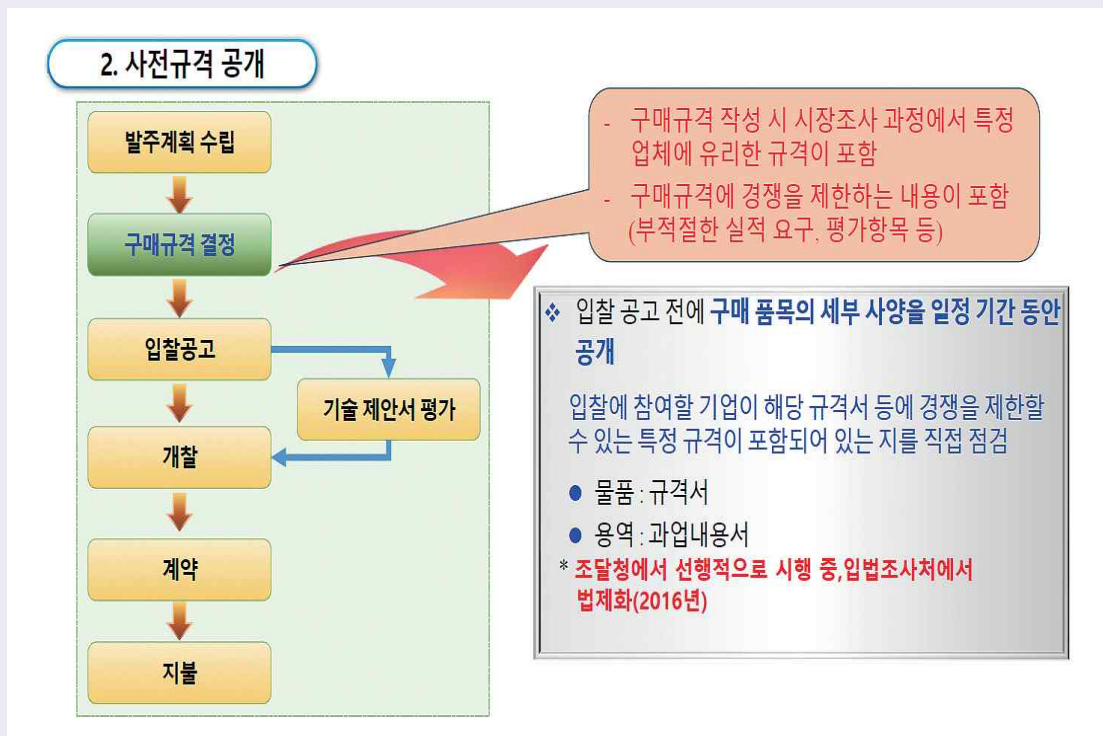 2. 사전규격 공개
발주계획 수립
구매규격 결정
입찰공고
기술 제안서 평가
개찰
계약
지불
- 구매규격 작성 시 시장조사 과정에서 특정
업체에 유리한 규격이 포함
- 구매규격에 경쟁을 제한하는 내용이 포함
(부적절한 실적 요구, 평가항목 등)
❖ 입찰 공고 전에 구매 품목의 세부 사양을 일정 기간 동안
공개
입찰에 참여할 기업이 해당 규격서 등에 경쟁을 제한할
수 있는 특정 규격이 포함되어 있는 지를 직접 점검
● 물품 : 규격서
● 용역 : 과업내용서
* 조달청에서 선행적으로 시행 중,입법조사처에서
법제화(2016년)